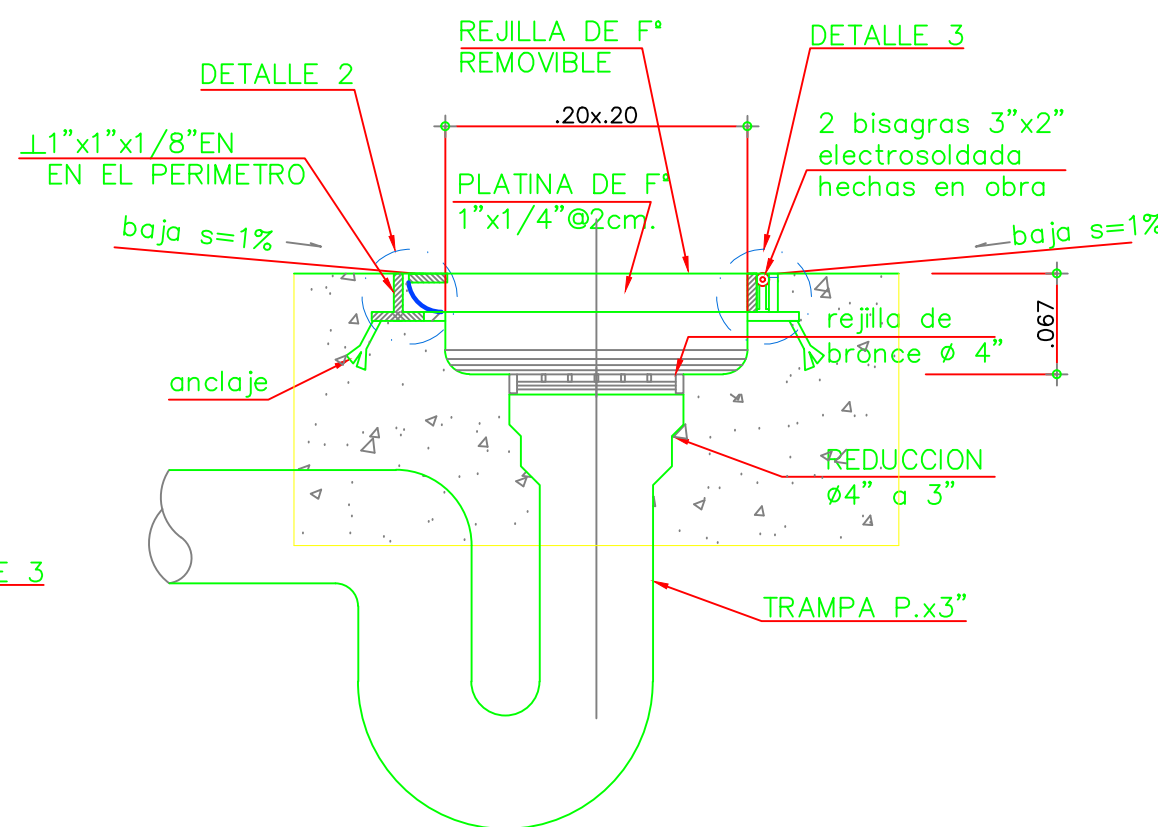 REJILLA DE Fº
REMOVIBLE
DETALLE 3
DETALLE 2
.20x.20
2 bisagras 3"x2"
electrosoldada
hechas en obra
⊥1"x1"x1/8"EN
EN EL PERIMETRO
PLATINA DE Fº
1"x1/4"@2cm.
baja s=1%
baja s=1%
.067
rejilla de
bronce ø 4"
anclaje
REDUCCION
ø4" a 3"
E 3
TRAMPA P.x3"